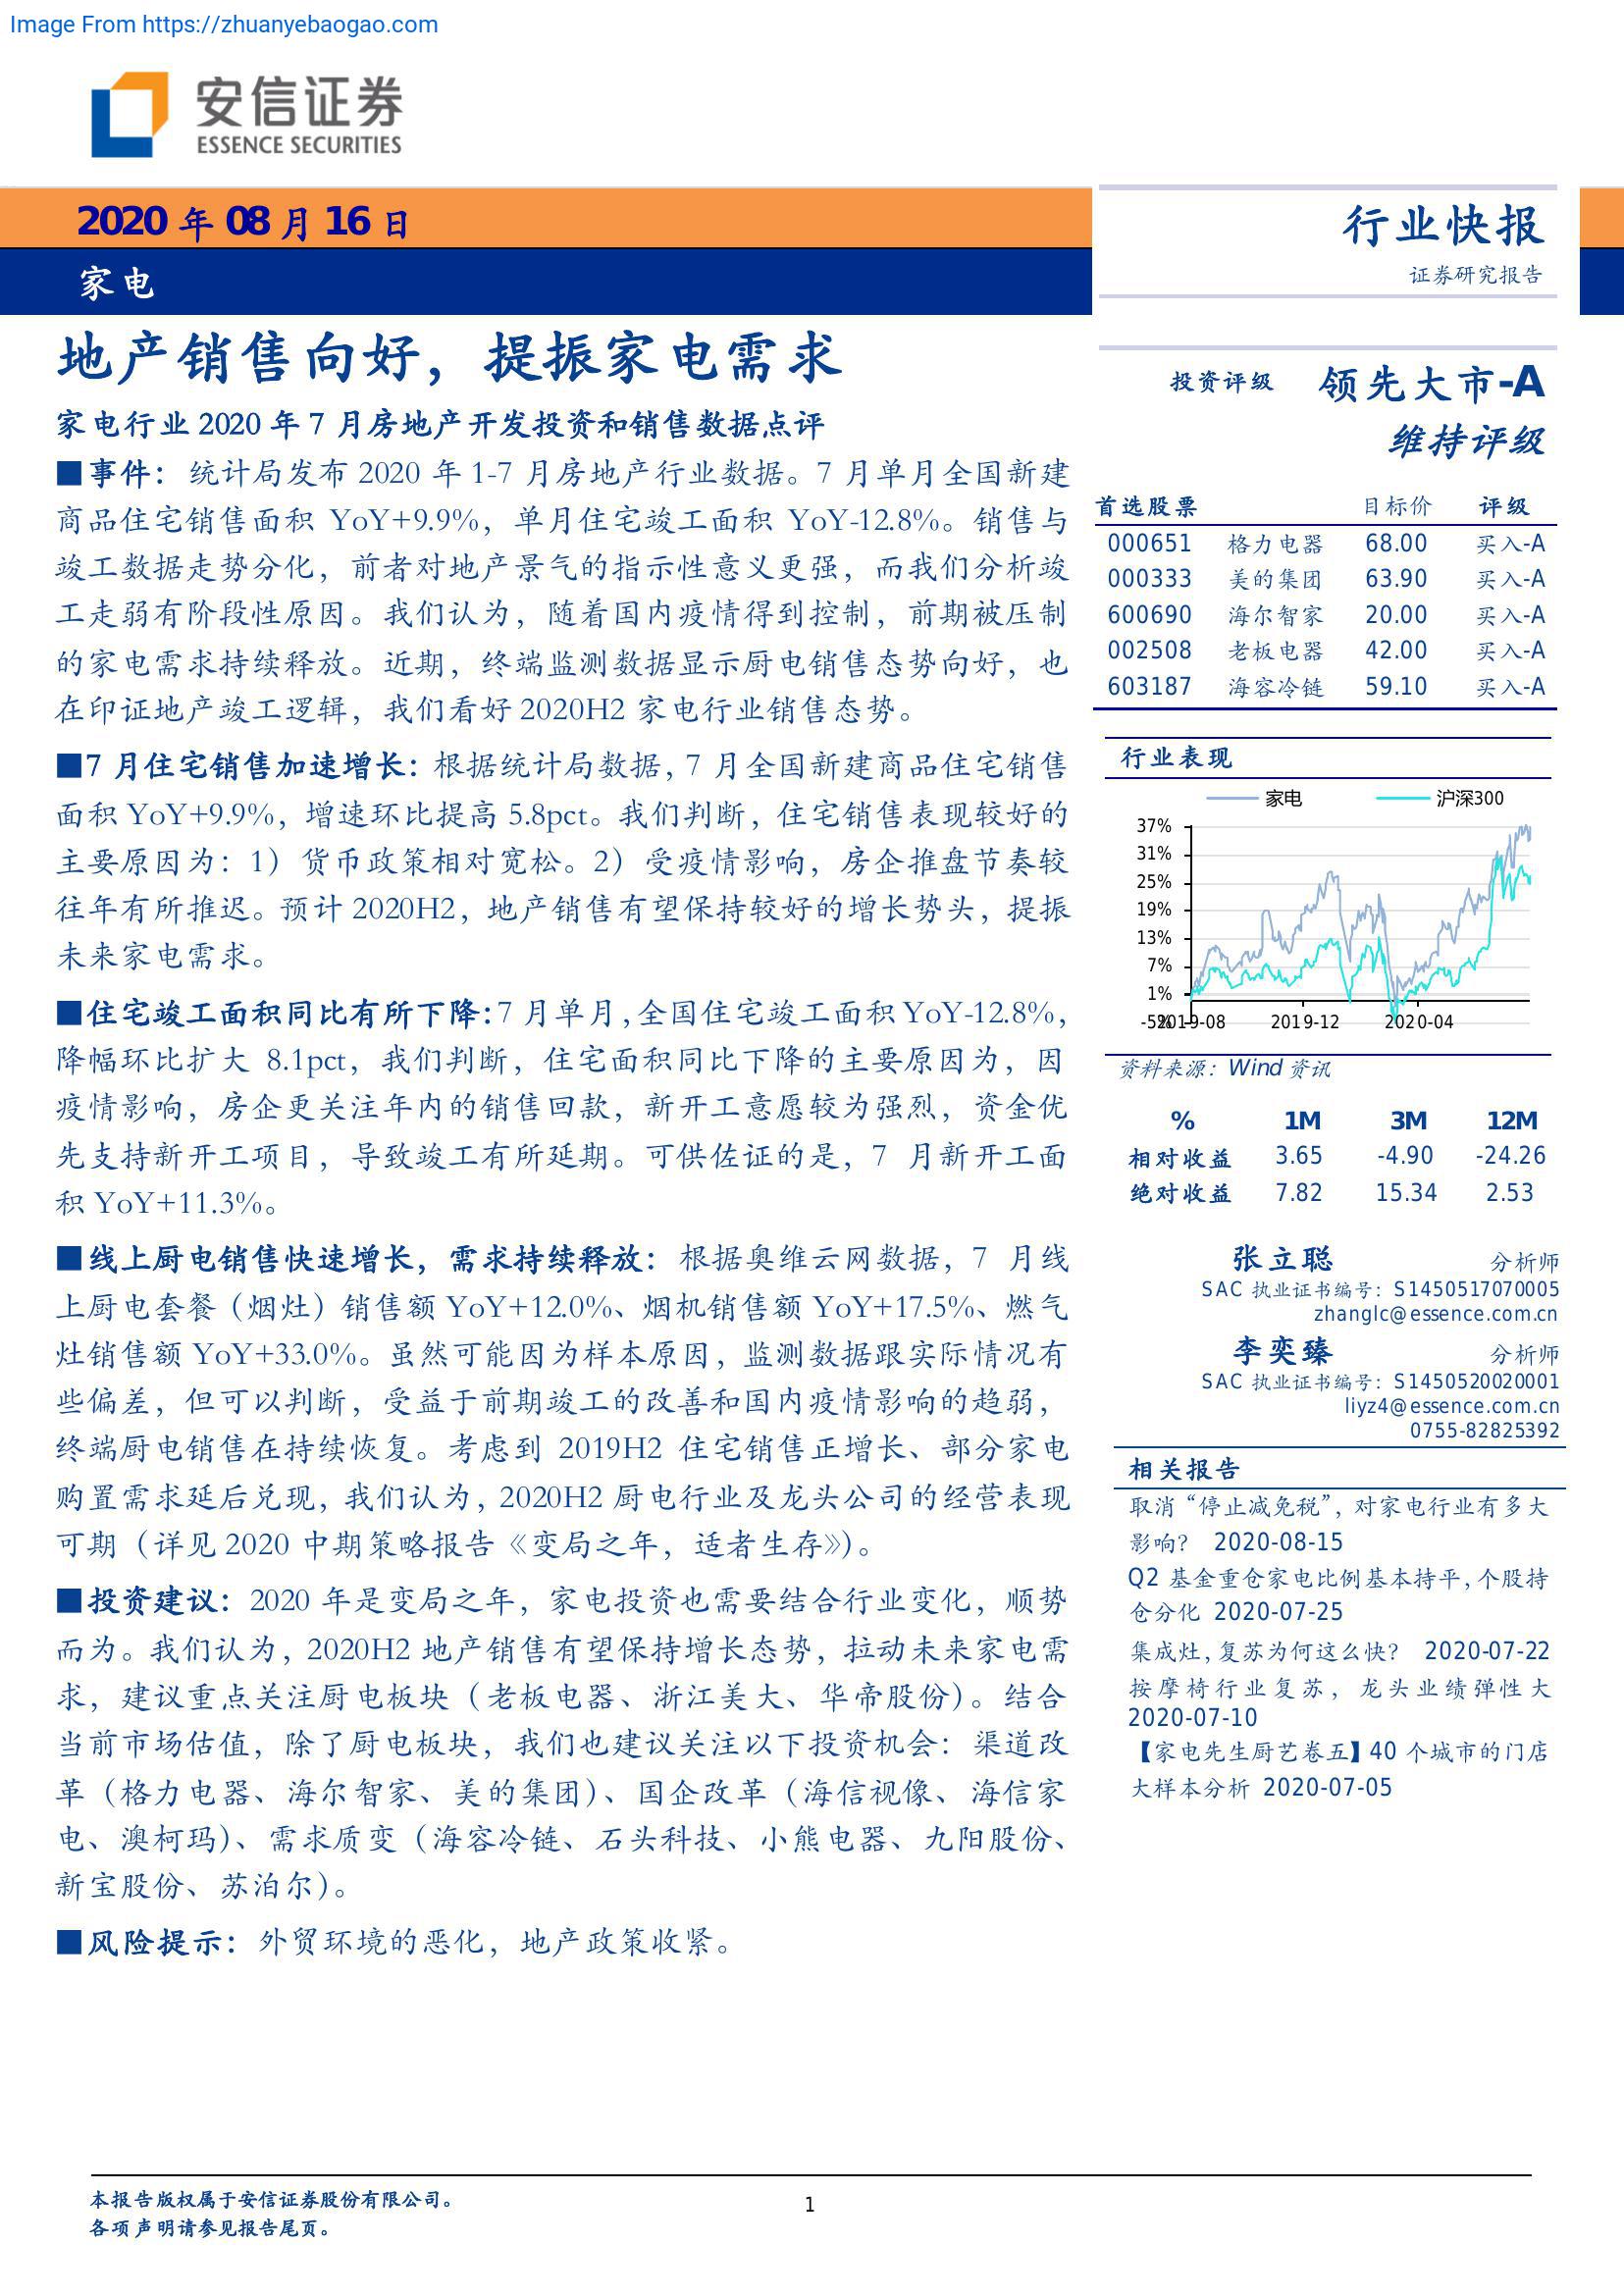 Image From https://zhuanyebaogao.com
安信证券
ESSENCE SECURITIES
2020 年 08 月 16 日
家电
行业快报
证券研究报告
地产销售向好，提振家电需求
家电行业 2020 年 7 月房地产开发投资和销售数据点评
■事件：统计局发布 2020 年 1-7 月房地产行业数据。7 月单月全国新建
商品住宅销售面积 YoY+9.9%，单月住宅竣工面积 YoY-12.8%。销售与
竣工数据走势分化，前者对地产景气的指示性意义更强，而我们分析竣
工走弱有阶段性原因。我们认为，随着国内疫情得到控制，前期被压制
的家电需求持续释放。近期，终端监测数据显示厨电销售态势向好，也
在印证地产竣工逻辑，我们看好 2020H2 家电行业销售态势。
■7 月住宅销售加速增长：根据统计局数据，7 月全国新建商品住宅销售
面积 YoY+9.9%，增速环比提高 5.8pct。我们判断，住宅销售表现较好的
主要原因为：1）货币政策相对宽松。2）受疫情影响，房企推盘节奏较
往年有所推迟。预计 2020H2，地产销售有望保持较好的增长势头，提振
未来家电需求。
■住宅竣工面积同比有所下降：7 月单月，全国住宅竣工面积 YoY-12.8%，
降幅环比扩大 8.1pct，我们判断，住宅面积同比下降的主要原因为，因
疫情影响，房企更关注年内的销售回款，新开工意愿较为强烈，资金优
先支持新开工项目，导致竣工有所延期。可供佐证的是，7 月新开工面
积 YoY+11.3%。
■线上厨电销售快速增长，需求持续释放：根据奥维云网数据，7 月线
上厨电套餐（烟灶）销售额 YoY+12.0%、烟机销售额 YoY+17.5%、燃气
灶销售额 YoY+33.0%。虽然可能因为样本原因，监测数据跟实际情况有
些偏差，但可以判断，受益于前期竣工的改善和国内疫情影响的趋弱，
终端厨电销售在持续恢复。考虑到 2019H2 住宅销售正增长、部分家电
购置需求延后兑现，我们认为，2020H2 厨电行业及龙头公司的经营表现
可期（详见 2020 中期策略报告《变局之年，适者生存》）。
■投资建议：2020 年是变局之年，家电投资也需要结合行业变化，顺势
而为。我们认为，2020H2 地产销售有望保持增长态势，拉动未来家电需
求，建议重点关注厨电板块（老板电器、浙江美大、华帝股份）。结合
当前市场估值，除了厨电板块，我们也建议关注以下投资机会：渠道改
革（格力电器、海尔智家、美的集团）、国企改革（海信视像、海信家
电、澳柯玛）、需求质变（海容冷链、石头科技、小熊电器、九阳股份、
新宝股份、苏泊尔）。
■风险提示：外贸环境的恶化，地产政策收紧。
投资评级 领先大市-A
维持评级
首选股票 目标价 评级
000651 格力电器 68.00 买入-A
000333 美的集团 63.90 买入-A
600690 海尔智家 20.00 买入-A
002508 老板电器 42.00 买入-A
603187 海容冷链 59.10 买入-A
行业表现
家电 沪深300
37%
31%
25%
19%
13%
7%
1%
-5%
2019-08 2019-12 2020-04
资料来源：Wind 资讯
% 1M 3M 12M
相对收益 3.65 -4.90 -24.26
绝对收益 7.82 15.34 2.53
张立聪 分析师
SAC 执业证书编号：S1450517070005
zhanglc@essence.com.cn
李奕臻 分析师
SAC 执业证书编号：S1450520020001
liyz4@essence.com.cn
0755-82825392
相关报告
取消“停止减免税”，对家电行业有多大
影响？ 2020-08-15
Q2 基金重仓家电比例基本持平，个股持
仓分化 2020-07-25
集成灶，复苏为何这么快？ 2020-07-22
按摩椅行业复苏，龙头业绩弹性大
2020-07-10
【家电先生厨艺卷五】40 个城市的门店
大样本分析 2020-07-05
本报告版权属于安信证券股份有限公司。
各项声明请参见报告尾页。
1